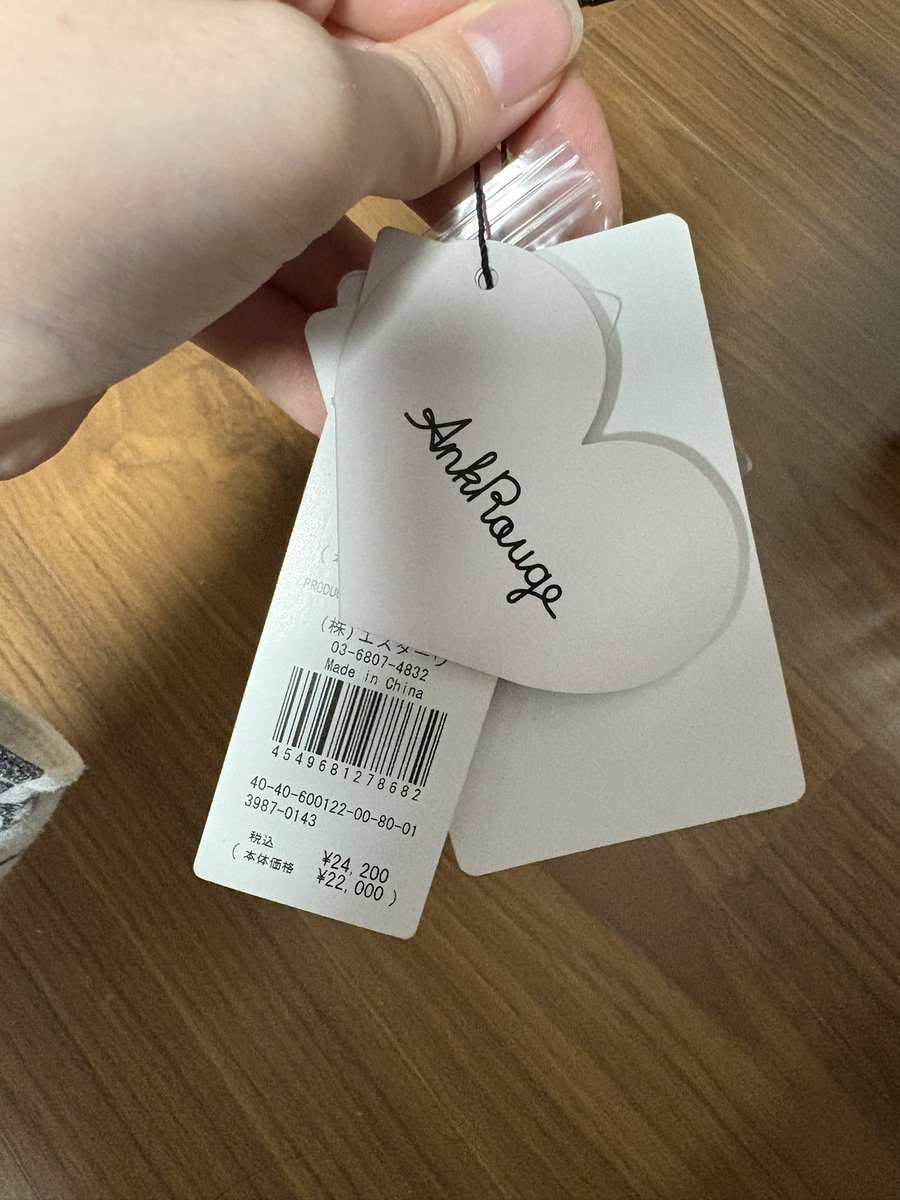 AnkRouge
(株)エスターリ
03-6807-4832
Made in China
4549681278682
40-40-600122-00-80-01
3987-0143
税込 ¥24,200
(本体価格 ¥22,000)